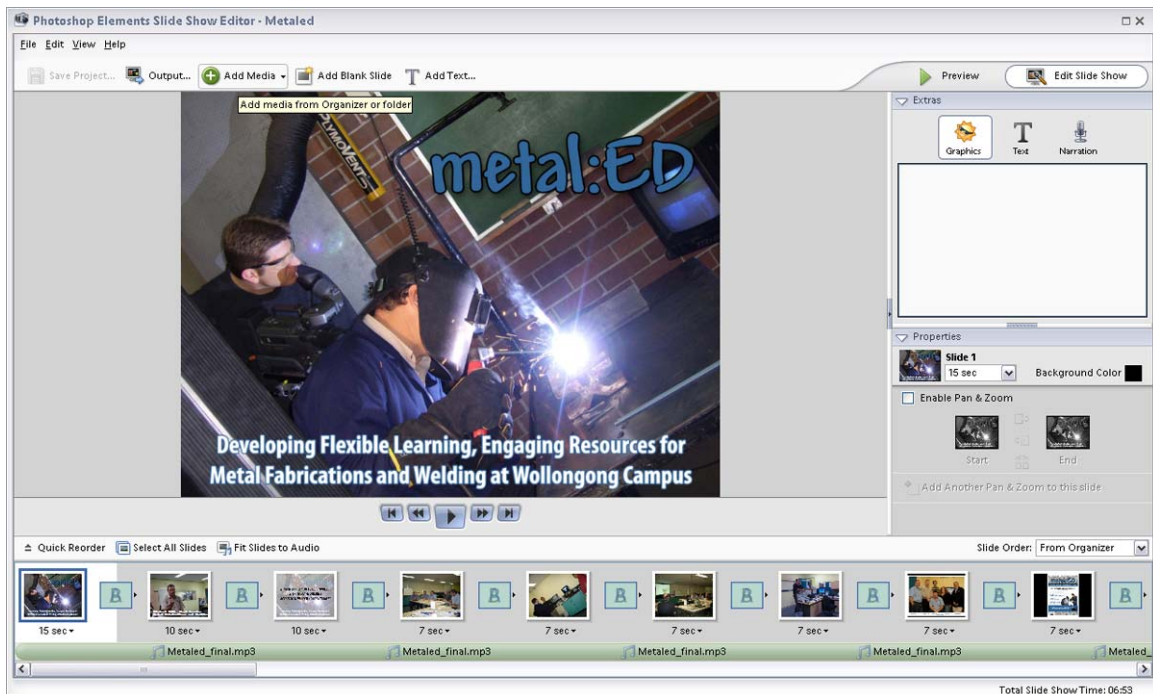 Photoshop Elements Slide Show Editor - Metaled
File Edit View Help
Save Project... Output... Add Media Add Blank Slide Add Text... Preview Edit Slide Show
Add media from Organizer or folder
PLYMOVENT
metal:ED
Developing Flexible Learning, Engaging Resources for
Metal Fabrications and Welding at Wollongong Campus
Extras
Graphics Text Narration
Properties
Slide 1
15 sec Background Color
Enable Pan & Zoom
Start End
Add Another Pan & Zoom to this slide
Quick Reorder Select All Slides Fit Slides to Audio Slide Order: From Organizer
A B A B A B A B A B A B A B A B A B
15 sec 10 sec 10 sec 7 sec 7 sec 7 sec 7 sec 7 sec 7 sec
Metaled_final.mp3 Metaled_final.mp3 Metaled_final.mp3 Metaled_final.mp3 Metaled_
Total Slide Show Time: 06:53